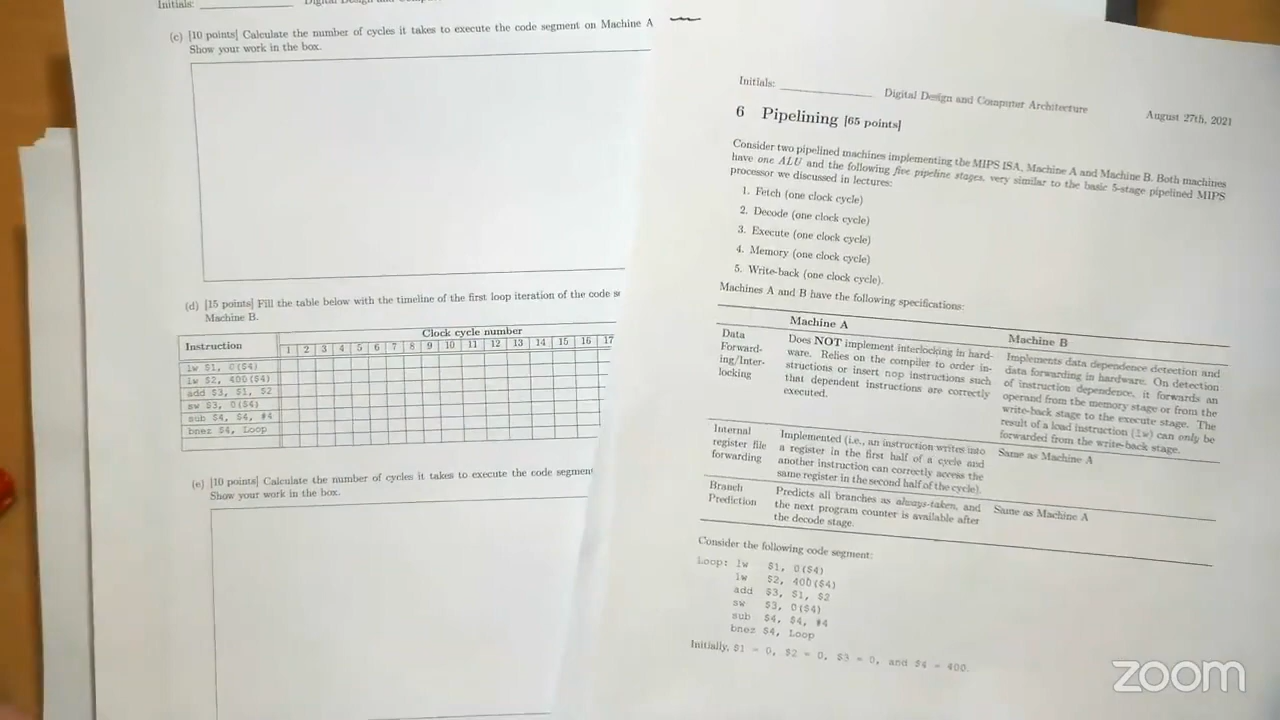 Initials:
(c) [10 points] Calculate the number of cycles it takes to execute the code segment on Machine A
Show your work in the box.
(d) [15 points] Fill the table below with the timeline of the first loop iteration of the code
Machine B.
Instruction
Clock cycle number
1 2 3 4 5 6 7 8 9 10 11 12 13 14 15 16 17
lw $1, 0($4)
lw $2, 400($4)
add $3, $1, $2
sw $3, 0($4)
sub $4, $4, #4
bnez $4, Loop
(e) [10 points] Calculate the number of cycles it takes to execute the code segment
Show your work in the box.
Initials:
Digital Design and Computer Architecture
August 27th, 2021
6 Pipelining [65 points]
Consider two pipelined machines implementing the MIPS ISA, Machine A and Machine B. Both machines
have one ALU and the following five pipeline stages, very similar to the basic 5-stage pipelined MIPS
processor we discussed in lectures:
1. Fetch (one clock cycle)
2. Decode (one clock cycle)
3. Execute (one clock cycle)
4. Memory (one clock cycle)
5. Write-back (one clock cycle).
Machines A and B have the following specifications:
Machine A
Machine B
Data
Forward-
ing/Inter-
locking
Does NOT implement interlocking in hard-
ware. Relies on the compiler to order in-
structions or insert nop instructions such
that dependent instructions are correctly
executed.
Implements data dependence detection and
data forwarding in hardware. On detection
of instruction dependence, it forwards an
operand from the memory stage or from the
write-back stage to the execute stage. The
result of a load instruction (lw) can only be
forwarded from the write-back stage.
Internal
register file
forwarding
Implemented (i.e., an instruction writes into
a register in the first half of a cycle and
another instruction can correctly access the
same register in the second half of the cycle).
Same as Machine A
Branch
Prediction
Predicts all branches as always-taken, and
the next program counter is available after
the decode stage.
Same as Machine A
Consider the following code segment:
Loop: lw $1, 0($4)
lw $2, 400($4)
add $3, $1, $2
sw $3, 0($4)
sub $4, $4, #4
bnez $4, Loop
Initially, $1 = 0, $2 = 0, $3 = 0, and $4 = 400.
zoom